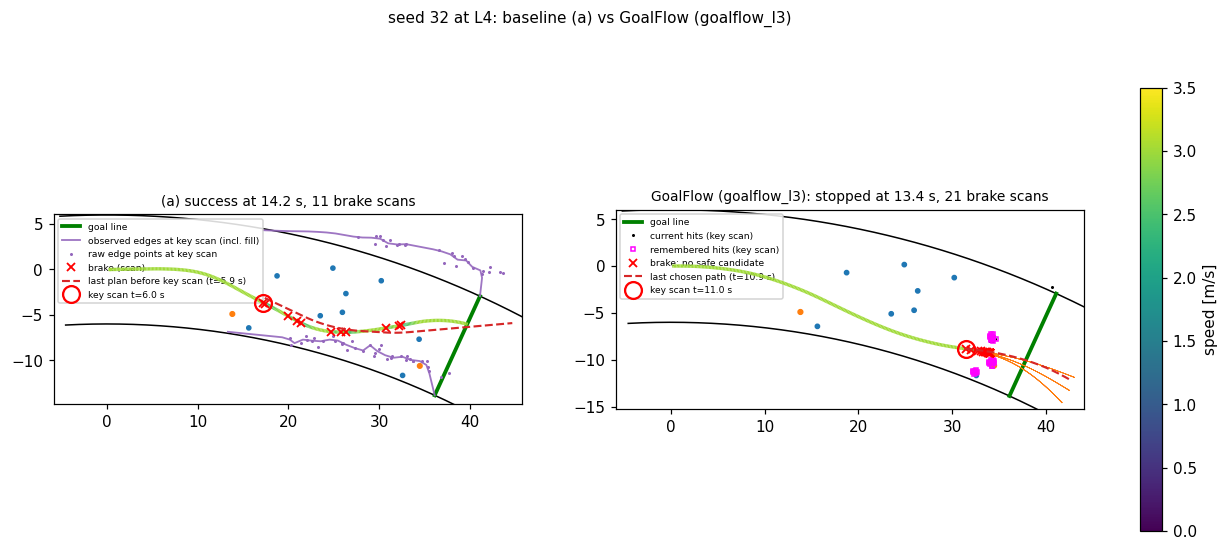 seed 32 at L4: baseline (a) vs GoalFlow (goalflow_l3)
(a) success at 14.2 s, 11 brake scans
goal line
observed edges at key scan (incl. fill)
raw edge points at key scan
brake (scan)
last plan before key scan (t=5.9 s)
key scan t=6.0 s
5
0
−5
−10
0
10
20
30
40
GoalFlow (goalflow_l3): stopped at 13.4 s, 21 brake scans
goal line
current hits (key scan)
remembered hits (key scan)
brake: no safe candidate
last chosen path (t=10.9 s)
key scan t=11.0 s
5
0
−5
−10
−15
0
10
20
30
40
3.5
3.0
2.5
2.0
1.5
1.0
0.5
0.0
speed [m/s]